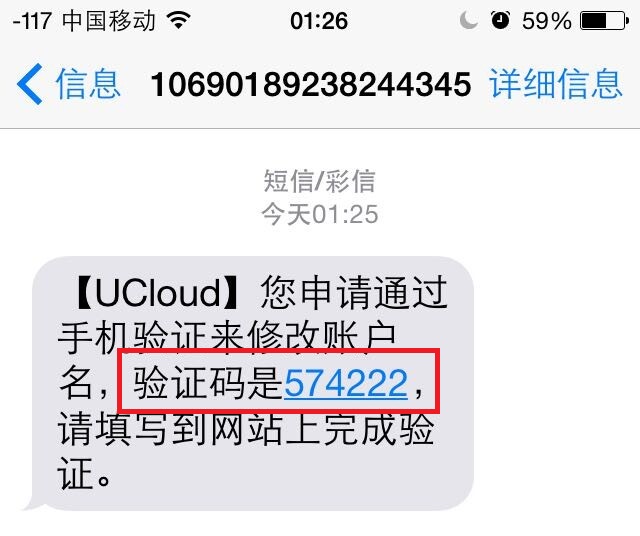 -117 中国移动 01:26 59%
信息 10690189238244345 详细信息
短信/彩信
今天01:25
【UCloud】您申请通过
手机验证来修改账户
名，验证码是574222，
请填写到网站上完成验
证。